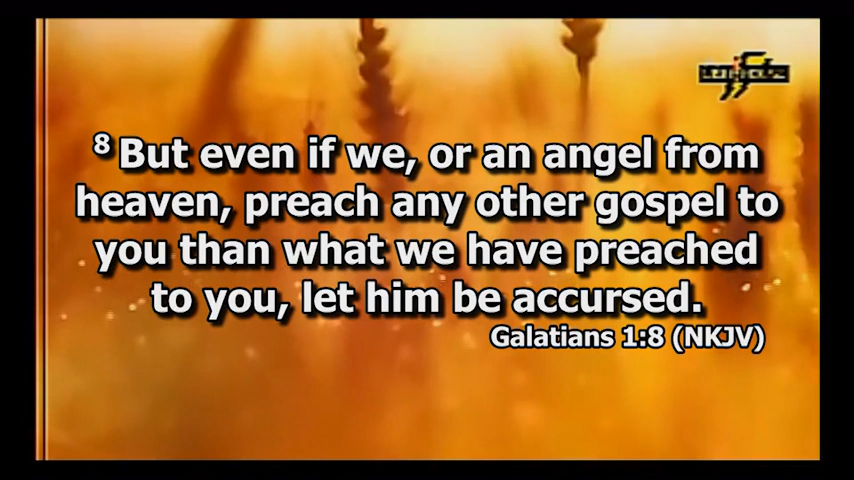 8 But even if we, or an angel from
heaven, preach any other gospel to
you than what we have preached
to you, let him be accursed.
Galatians 1:8 (NKJV)